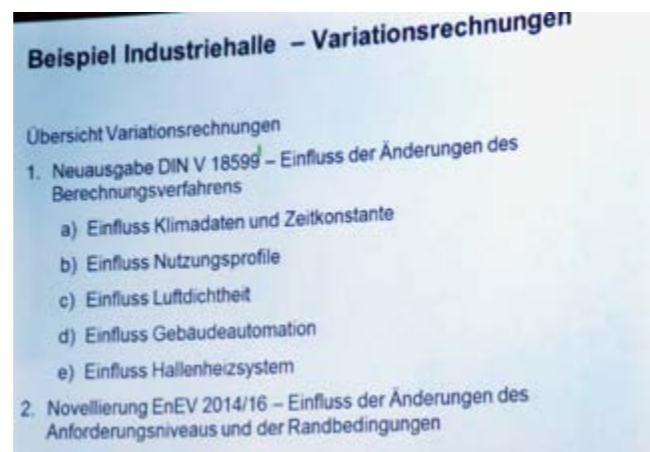 Beispiel Industriehalle – Variationsrechnungen
Übersicht Variationsrechnungen
1. Neuausgabe DIN V 18599 – Einfluss der Änderungen des
Berechnungsverfahrens
a) Einfluss Klimadaten und Zeitkonstante
b) Einfluss Nutzungsprofile
c) Einfluss Luftdichtheit
d) Einfluss Gebäudeautomation
e) Einfluss Hallenheizsystem
2. Novellierung EnEV 2014/16 – Einfluss der Änderungen des
Anforderungsniveaus und der Randbedingungen